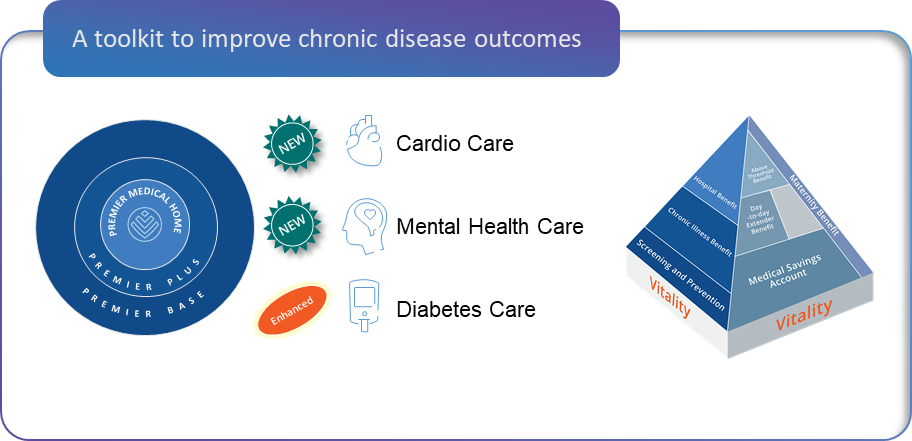 A toolkit to improve chronic disease outcomes
PREMIER MEDICAL HOME
PREMIER PLUS
PREMIER BASE
NEW
Cardio Care
NEW
Mental Health Care
Enhanced
Diabetes Care
Hospital Benefit
Chronic Illness Benefit
Screening and Prevention
Vitality
Above
Threshold
Benefit
Day
-to-day
Extender
Benefit
Maternity Benefit
Medical Savings
Account
Vitality